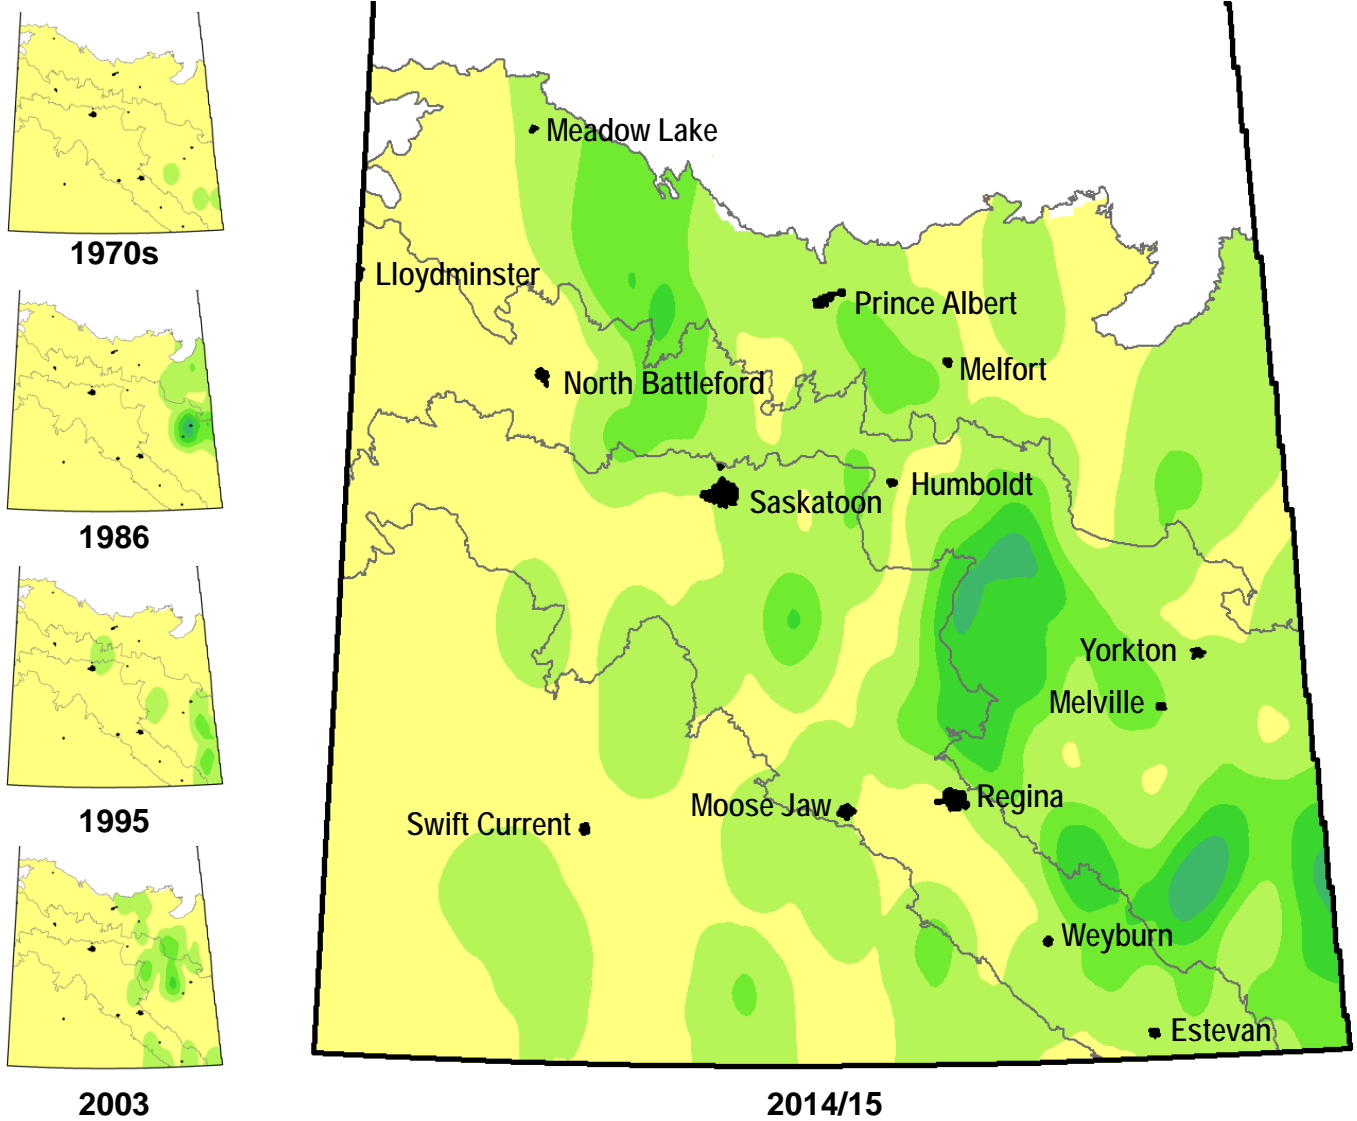 1970s
1986
1995
2003
Meadow Lake
Lloydminster
Prince Albert
Melfort
North Battleford
Humboldt
Saskatoon
Yorkton
Melville
Regina
Moose Jaw
Swift Current
Weyburn
Estevan
2014/15